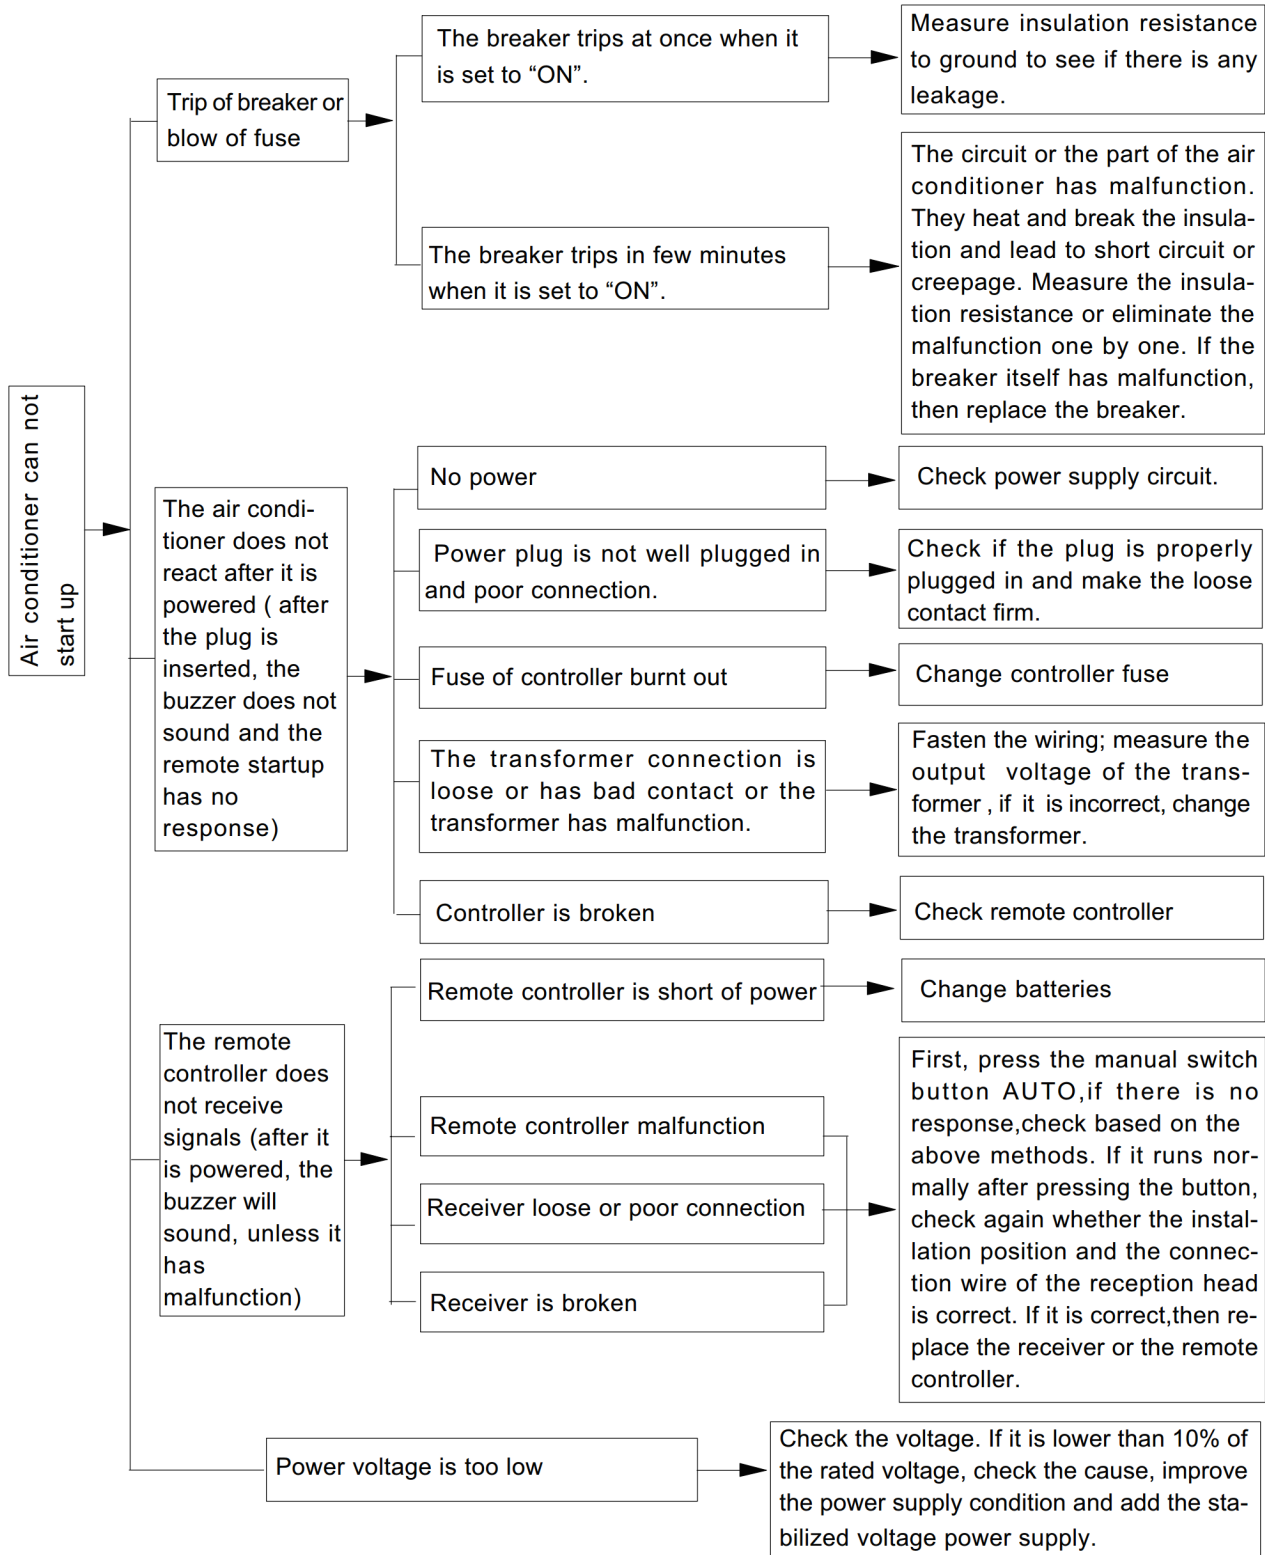 Air conditioner can not
start up
Trip of breaker or
blow of fuse
The breaker trips at once when it
is set to “ON”.
Measure insulation resistance
to ground to see if there is any
leakage.
The breaker trips in few minutes
when it is set to “ON”.
The circuit or the part of the air
conditioner has malfunction.
They heat and break the insula-
tion and lead to short circuit or
creepage. Measure the insula-
tion resistance or eliminate the
malfunction one by one. If the
breaker itself has malfunction,
then replace the breaker.
The air condi-
tioner does not
react after it is
powered ( after
the plug is
inserted, the
buzzer does not
sound and the
remote startup
has no
response)
No power
Check power supply circuit.
Power plug is not well plugged in
and poor connection.
Check if the plug is properly
plugged in and make the loose
contact firm.
Fuse of controller burnt out
Change controller fuse
The transformer connection is
loose or has bad contact or the
transformer has malfunction.
Fasten the wiring; measure the
output voltage of the trans-
former , if it is incorrect, change
the transformer.
Controller is broken
Check remote controller
The remote
controller does
not receive
signals (after it
is powered, the
buzzer will
sound, unless it
has
malfunction)
Remote controller is short of power
Change batteries
Remote controller malfunction
Receiver loose or poor connection
Receiver is broken
First, press the manual switch
button AUTO,if there is no
response,check based on the
above methods. If it runs nor-
mally after pressing the button,
check again whether the instal-
lation position and the connec-
tion wire of the reception head
is correct. If it is correct,then re-
place the receiver or the remote
controller.
Power voltage is too low
Check the voltage. If it is lower than 10% of
the rated voltage, check the cause, improve
the power supply condition and add the sta-
bilized voltage power supply.